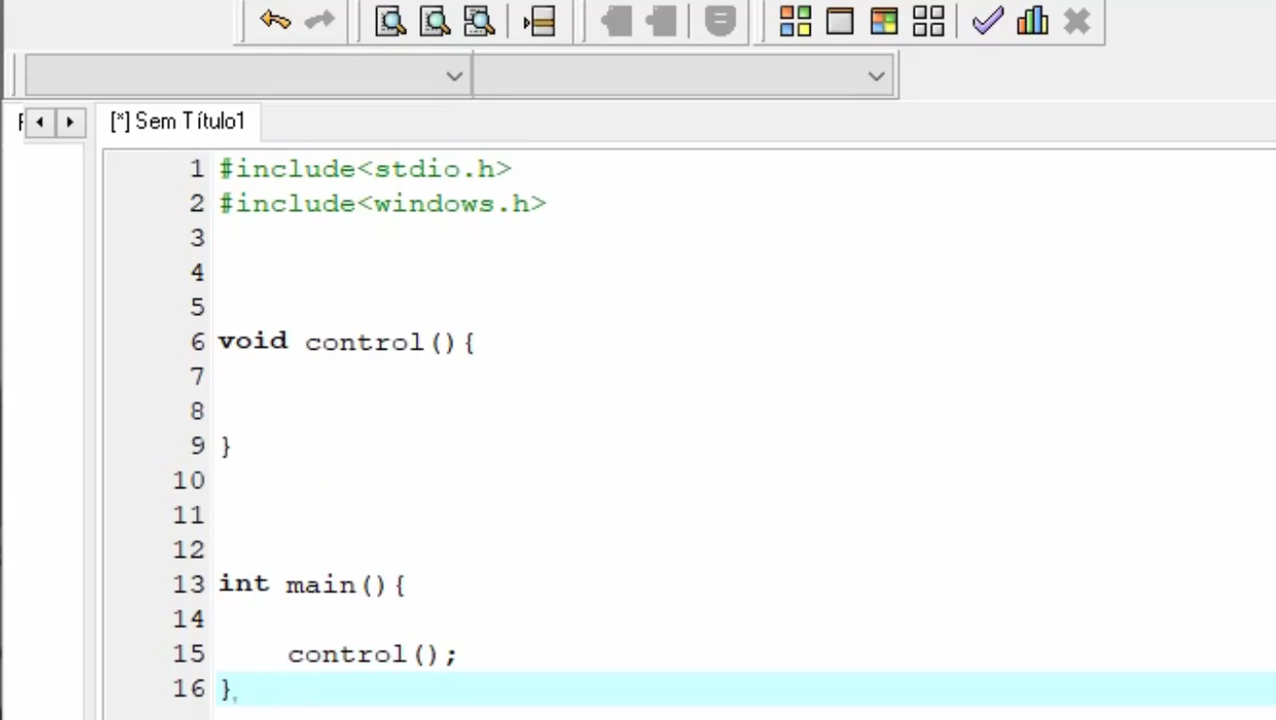 [*] Sem Título1
1 #include<stdio.h>
2 #include<windows.h>
3
4
5
6 void control(){
7
8
9 }
10
11
12
13 int main(){
14
15     control();
16 }